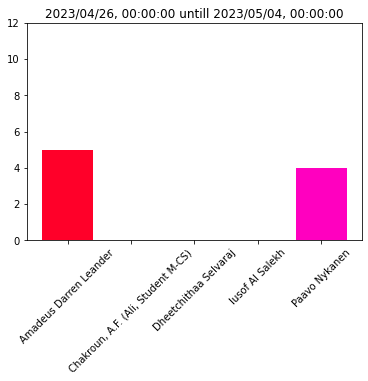 2023/04/26, 00:00:00 untill 2023/05/04, 00:00:00
12
10
8
6
4
2
0
Amadeus Darren Leander
Chakroun, A.F. (Ali, Student M-CS)
Dheetchithaa Selvaraj
Iusof Al Salekh
Paavo Nykanen